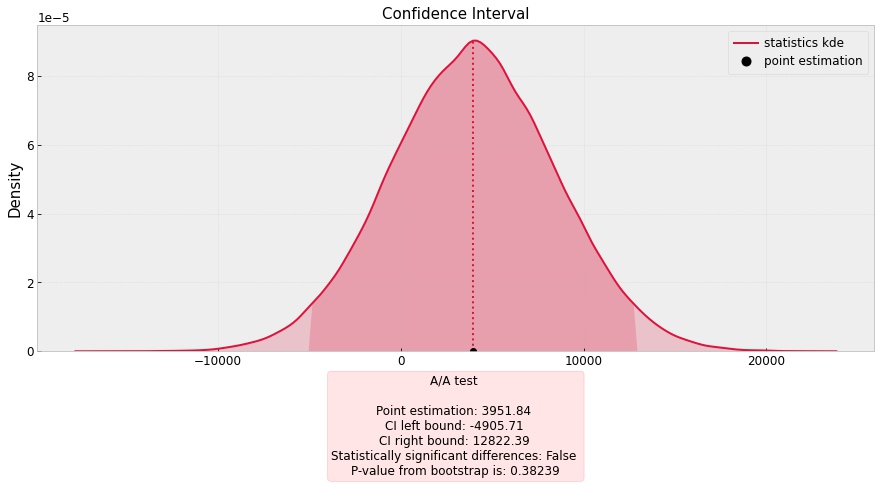 Confidence Interval
1e−5
statistics kde
point estimation
8
6
4
2
0
Density
−10000
0
10000
20000
A/A test
Point estimation: 3951.84
CI left bound: -4905.71
CI right bound: 12822.39
Statistically significant differences: False
P-value from bootstrap is: 0.38239